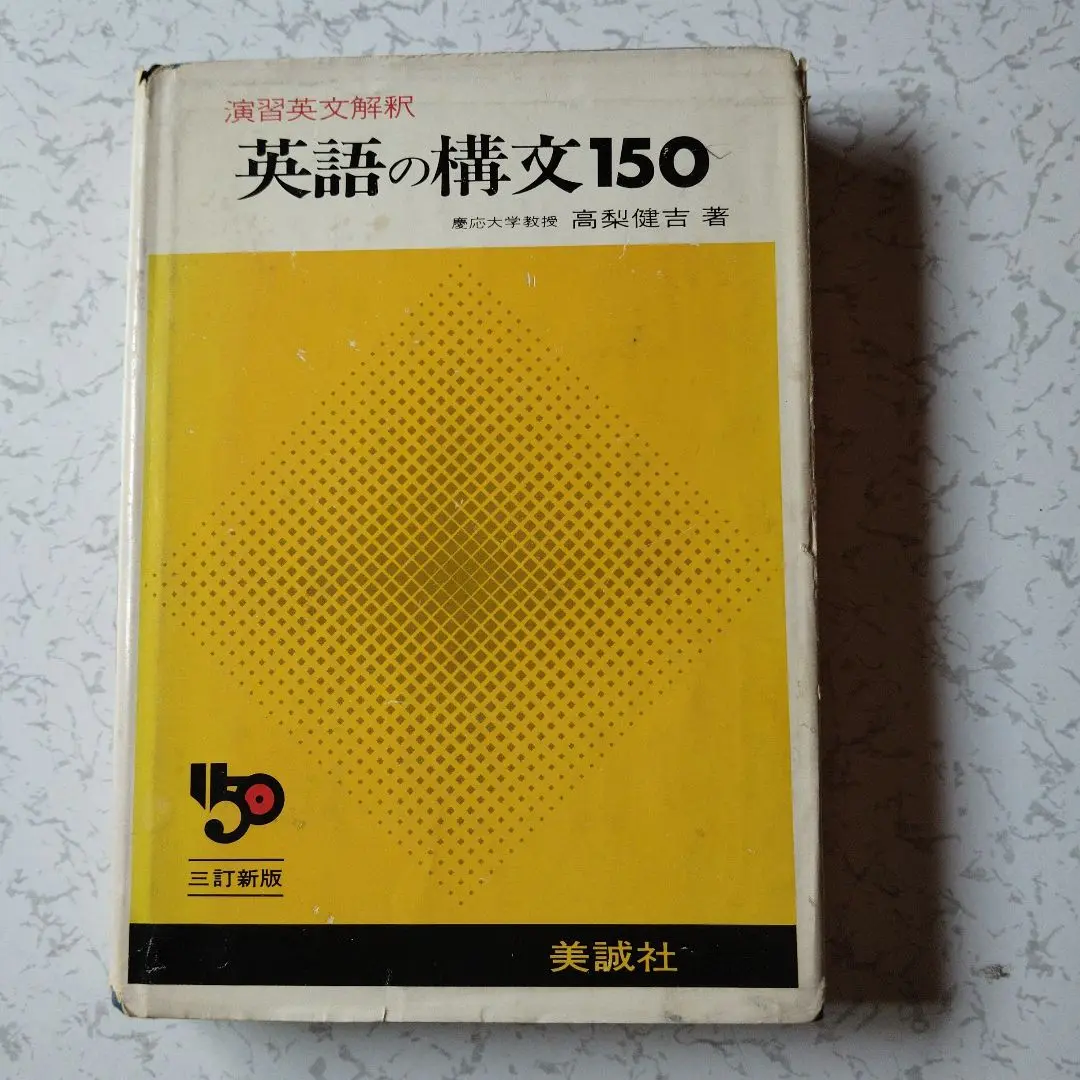 演習英文解釈
英語の構文150
慶応大学教授 高梨健吉 著
150
三訂新版
美誠社